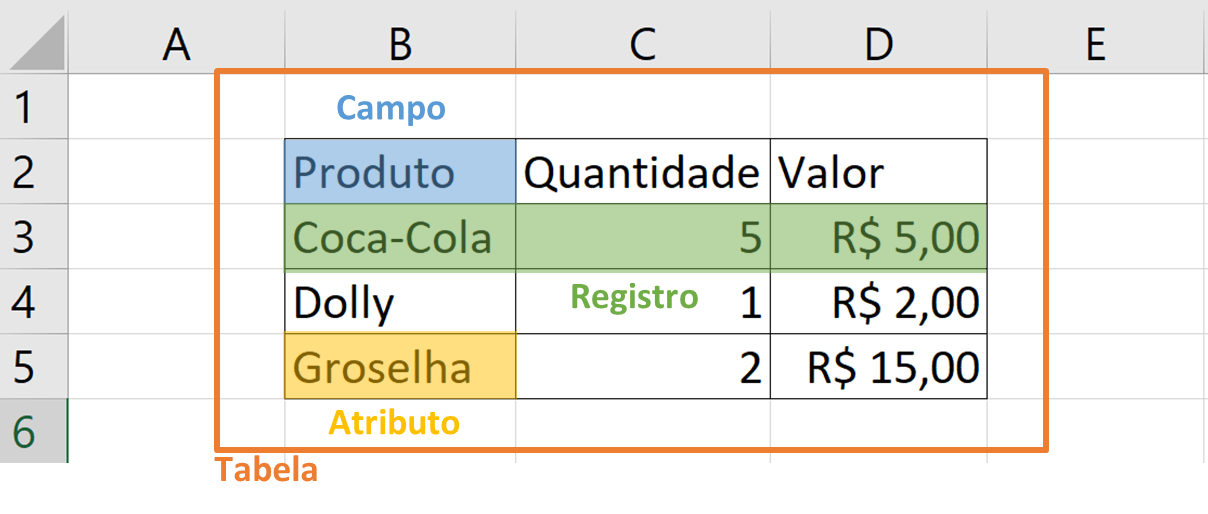 A B C D E
1 Campo
2 Produto Quantidade Valor
3 Coca-Cola 5 R$ 5,00
4 Dolly Registro 1 R$ 2,00
5 Groselha 2 R$ 15,00
6 Atributo
Tabela